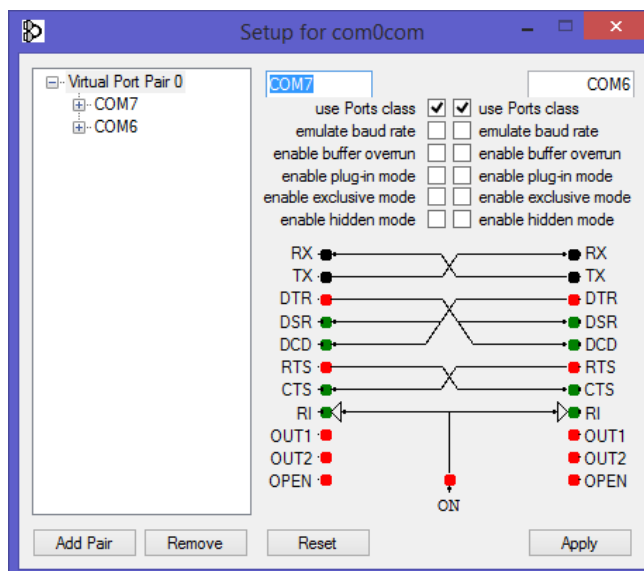 Setup for com0com
Virtual Port Pair 0
COM7
COM6
COM7 COM6
use Ports class use Ports class
emulate baud rate emulate baud rate
enable buffer overrun enable buffer overrun
enable plug-in mode enable plug-in mode
enable exclusive mode enable exclusive mode
enable hidden mode enable hidden mode
RX RX
TX TX
DTR DTR
DSR DSR
DCD DCD
RTS RTS
CTS CTS
RI RI
OUT1 OUT1
OUT2 OUT2
OPEN OPEN
ON
Add Pair Remove Reset Apply